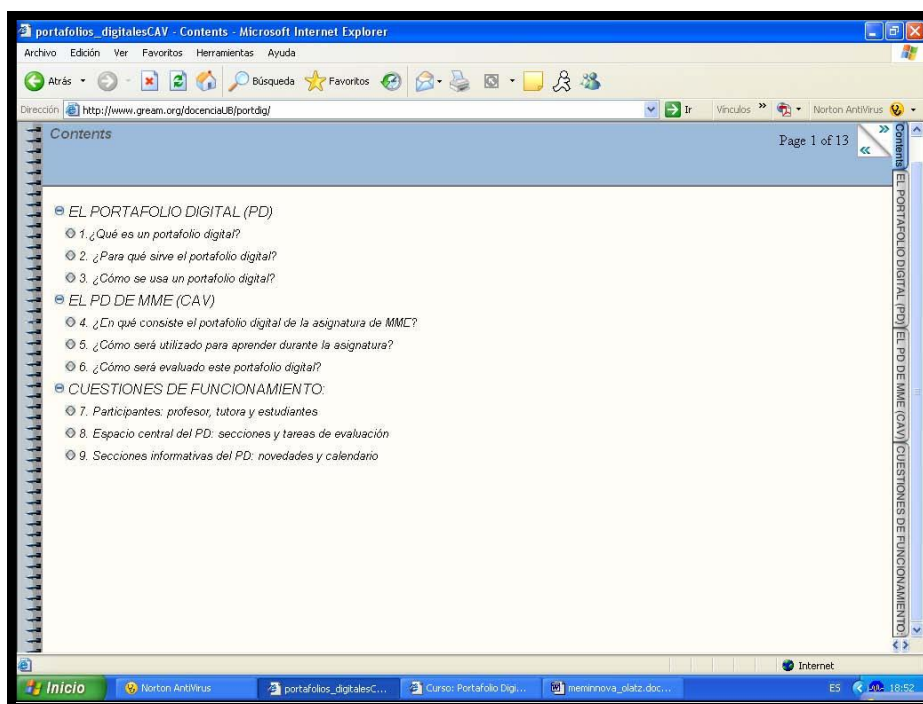 portafolios_digitalesCAV - Contents - Microsoft Internet Explorer
Archivo Edición Ver Favoritos Herramientas Ayuda
Atrás Búsqueda Favoritos
Dirección http://www.gream.org/docenciaUB/portdig/ Ir Vínculos » Norton AntiVirus
Contents
Page 1 of 13
EL PORTAFOLIO DIGITAL (PD)
1.¿Qué es un portafolio digital?
2. ¿Para qué sirve el portafolio digital?
3. ¿Cómo se usa un portafolio digital?
EL PD DE MME (CAV)
4. ¿En qué consiste el portafolio digital de la asignatura de MME?
5. ¿Cómo será utilizado para aprender durante la asignatura?
6. ¿Cómo será evaluado este portafolio digital?
CUESTIONES DE FUNCIONAMIENTO:
7. Participantes: profesor, tutora y estudiantes
8. Espacio central del PD: secciones y tareas de evaluación
9. Secciones informativas del PD: novedades y calendario
Contents
EL PORTAFOLIO DIGITAL (PD)
EL PD DE MME (CAV)
CUESTIONES DE FUNCIONAMIENTO:
Internet
Inicio Norton AntiVirus portafolios_digitalesC... Curso: Portafolio Digi... meminnova_platz.doc... ES 18:52